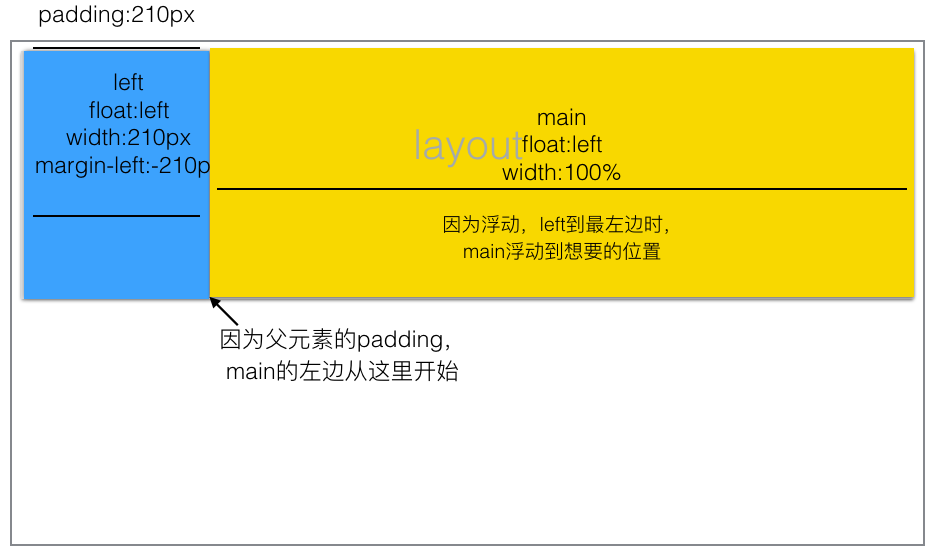 padding:210px
left
float:left
width:210px
margin-left:-210p
layout
main
float:left
width:100%
因为浮动，left到最左边时，
main浮动到想要的位置
因为父元素的padding，
main的左边从这里开始